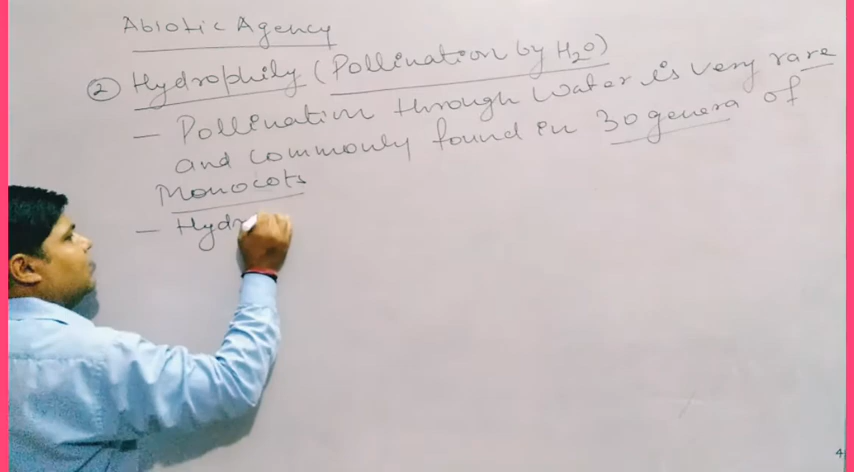 Abiotic Agency
② Hydrophily (Pollination by H₂O)
— Pollination through Water is very rare
and commonly found in 30 genera of
Monocots
— Hydr
4